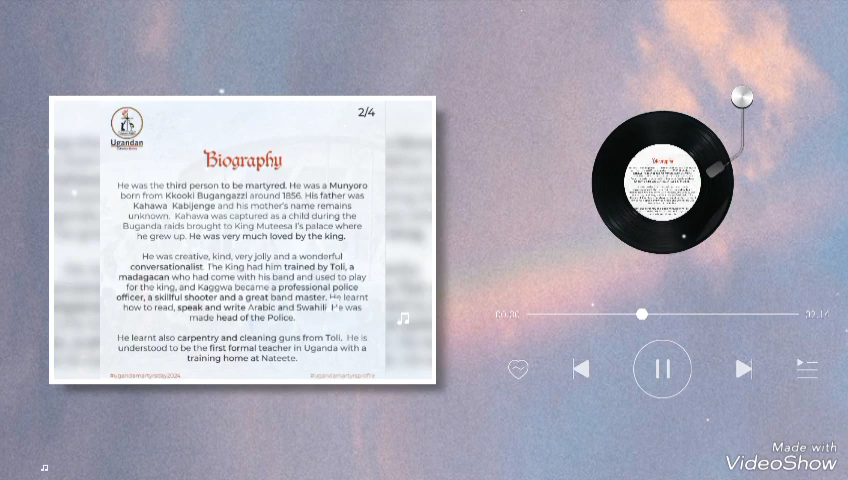 2/4
Ugandan
Biography
He was the third person to be martyred. He was a Munyoro
born from Kkooki Bugangazzi around 1856. His father was
Kahawa Kabijenge and his mother's name remains
unknown. Kahawa was captured as a child during the
Buganda raids brought to King Muteesa I's palace where
he grew up. He was very much loved by the king.
He was creative, kind, very jolly and a wonderful
conversationalist. The King had him trained by Toli, a
madagacan who had come with his band and used to play
for the king, and Kaggwa became a professional police
officer, a skillful shooter and a great band master. He learnt
how to read, speak and write Arabic and Swahili. He was
made head of the Police.
He learnt also carpentry and cleaning guns from Toli. He is
understood to be the first formal teacher in Uganda with a
training home at Nateete.
#ugandamartyrsday2024
#ugandamartyrsprofile
00:00
02:14
Made with
VideoShow